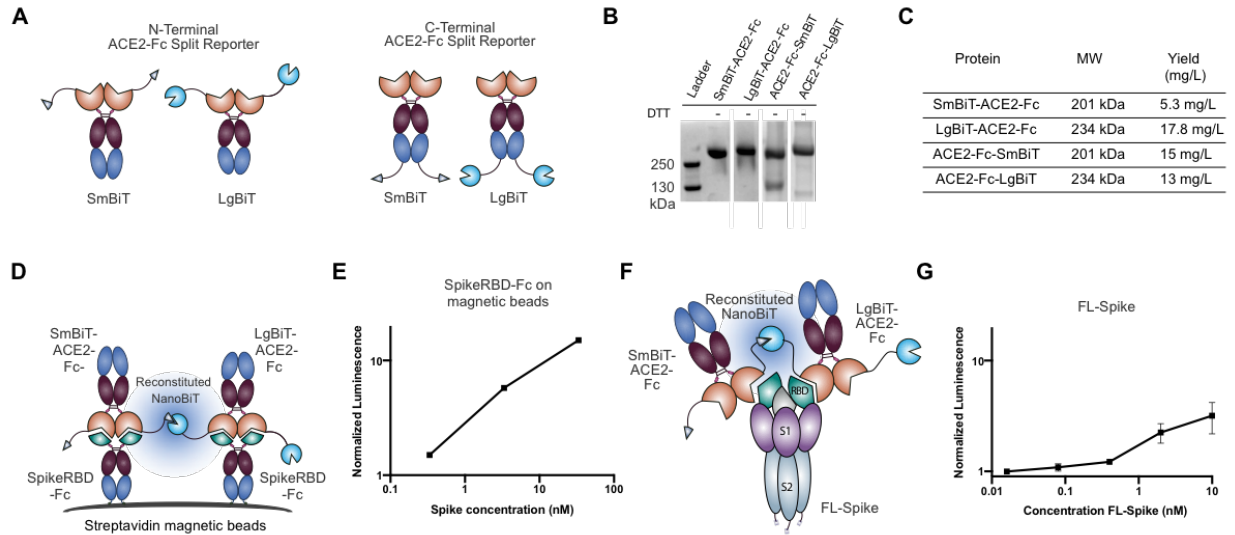 A
N-Terminal
ACE2-Fc Split Reporter
SmBiT
LgBiT
C-Terminal
ACE2-Fc Split Reporter
SmBiT
LgBiT
B
Ladder
SmBiT-ACE2-Fc
LgBiT-ACE2-Fc
ACE2-Fc-SmBiT
ACE2-Fc-LgBiT
DTT - - - -
250
130
kDa
C
Protein MW Yield
(mg/L)
SmBiT-ACE2-Fc 201 kDa 5.3 mg/L
LgBiT-ACE2-Fc 234 kDa 17.8 mg/L
ACE2-Fc-SmBiT 201 kDa 15 mg/L
ACE2-Fc-LgBiT 234 kDa 13 mg/L
D
SmBiT-
ACE2-
Fc-
LgBiT-
ACE2-
Fc
Reconstituted
NanoBiT
SpikeRBD
-Fc
SpikeRBD
-Fc
Streptavidin magnetic beads
E
SpikeRBD-Fc on
magnetic beads
Normalized Luminescence
10
1
0.1 1 10 100
Spike concentration (nM)
F
Reconstituted
NanoBiT
LgBiT-
ACE2-
Fc
SmBiT-
ACE2-
Fc
RBD
S1
S2
FL-Spike
G
FL-Spike
Normalized Luminescence
10
1
0.01 0.1 1 10
Concentration FL-Spike (nM)